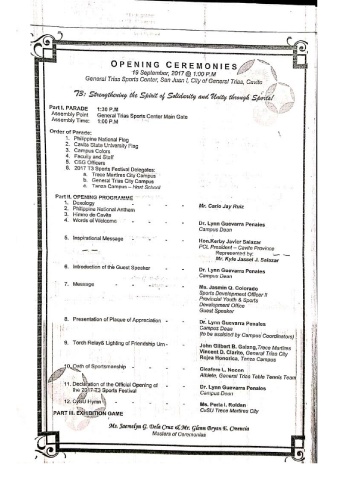 OPENING CEREMONIES
19 September, 2017 @ 1:00 P.M
General Trias Sports Center, San Juan I, City of General Trias, Cavite
T3: Strengthening the Spirit of Solidarity and Unity through Sports!
Part I. PARADE 1:30 P.M
Assembly Point General Trias Sports Center Main Gate
Assembly Time: 1:00 P.M
Order of Parade:
1. Philippine National Flag
2. Cavite State University Flag
3. Campus Colors
4. Faculty and Staff
5. CSG Officers
6. 2017 T3 Sports Festival Delegates:
a. Trece Martires City Campus
b. General Trias City Campus
c. Tanza Campus – Host School
Part II. OPENING PROGRAMME
1. Doxology - - - - Mr. Carlo Jay Ruiz
2. Philippine National Anthem
3. Himno de Cavite
4. Words of Welcome - - - Dr. Lynn Guevarra Penales
Campus Dean
5. Inspirational Message - - - Hon. Kerby Javier Salazar
PCL President – Cavite Province
Represented by:
Mr. Kyle Jasset J. Salazar
6. Introduction of the Guest Speaker - - Dr. Lynn Guevarra Penales
Campus Dean
7. Message - - - - Ms. Jasmin Q. Colorado
Sports Development Officer II
Provincial Youth & Sports
Development Office
Guest Speaker
8. Presentation of Plaque of Appreciation - - Dr. Lynn Guevarra Penales
Campus Dean
(to be assisted by Campus Coordinators)
9. Torch Relay& Lighting of Friendship Urn - John Gilbert B. Trece Martires
Vincent D. Clarito, General Trias City
Tanza Campus
10. Oath of Sportsmanship - - -
Athlete, General Trias Table Tennis Team
11. Declaration of the Official Opening of
the 2017-T3 Sports Festival - - Dr. Lynn Guevarra Penales
Campus Dean
12. CvSU Hymn - - - - Ms. Perla I. Roldan
CvSU Trece Martires City
PART III. EXHIBITION GAME
Ms. G. Dela Cruz & Mr. Glenn Bryan
Masters of Ceremonies